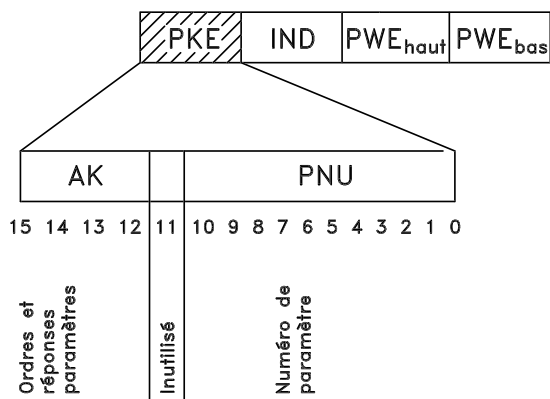 PKE IND PWEhaut PWEbas
AK PNU
15 14 13 12 11 10 9 8 7 6 5 4 3 2 1 0
Ordres et
réponses
paramètres
Inutilisé
Numéro de
paramètre